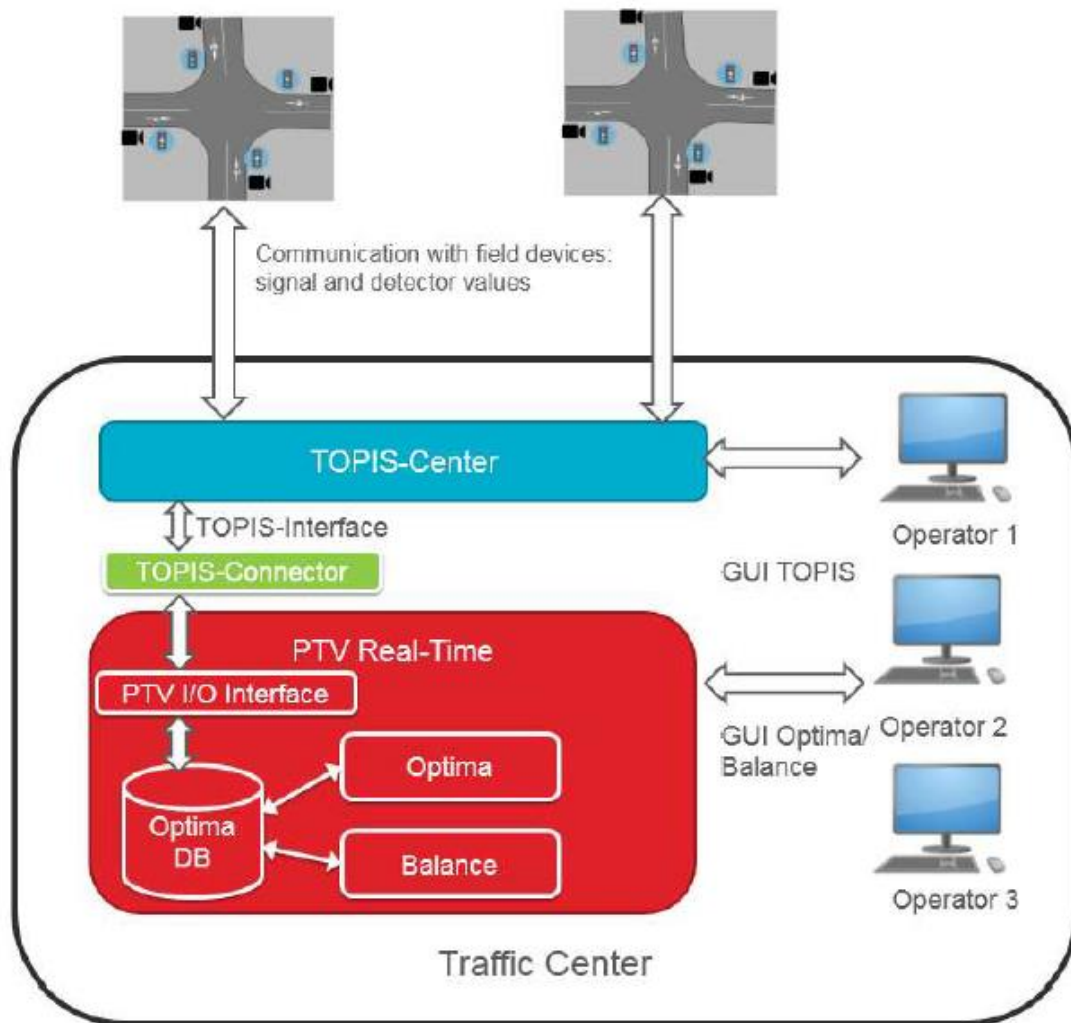 Communication with field devices:
signal and detector values
TOPIS-Center
TOPIS-Interface
Operator 1
TOPIS-Connector
GUI TOPIS
PTV Real-Time
PTV I/O Interface
Operator 2
GUI Optima/
Balance
Optima
Optima
DB
Balance
Operator 3
Traffic Center